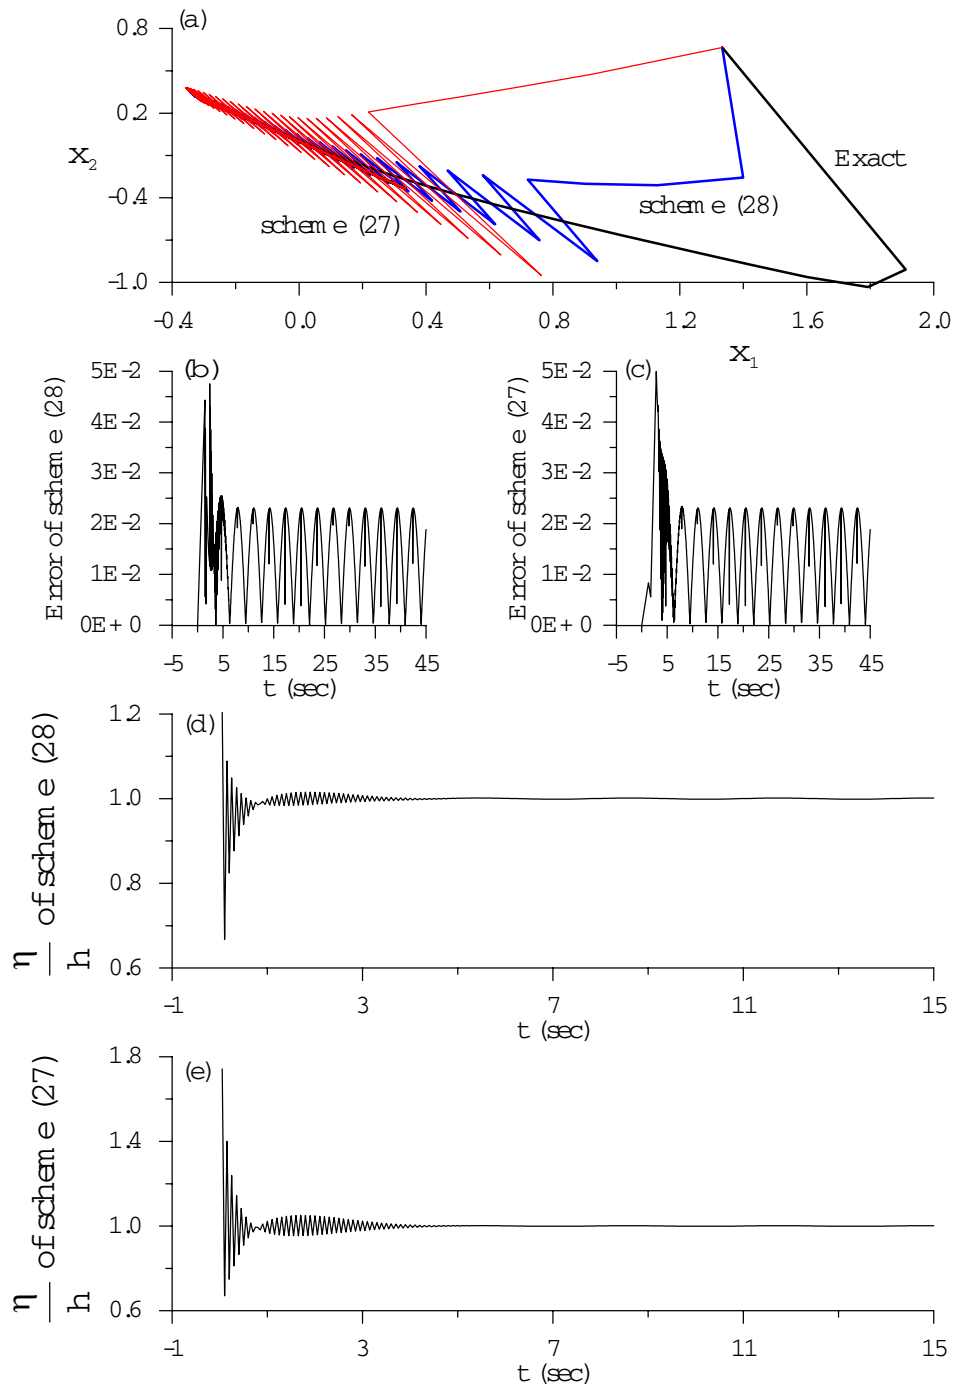 (a)
0.8
0.2
-0.4
-1.0
x₂
Exact
scheme (28)
scheme (27)
-0.4 0.0 0.4 0.8 1.2 1.6 2.0
x₁
(b)
Error of scheme (28)
5E-2
4E-2
3E-2
2E-2
1E-2
0E+0
-5 5 15 25 35 45
t (sec)
(c)
Error of scheme (27)
5E-2
4E-2
3E-2
2E-2
1E-2
0E+0
-5 5 15 25 35 45
t (sec)
(d)
η/h of scheme (28)
1.2
1.0
0.8
0.6
-1 3 7 11 15
t (sec)
(e)
η/h of scheme (27)
1.8
1.4
1.0
0.6
-1 3 7 11 15
t (sec)